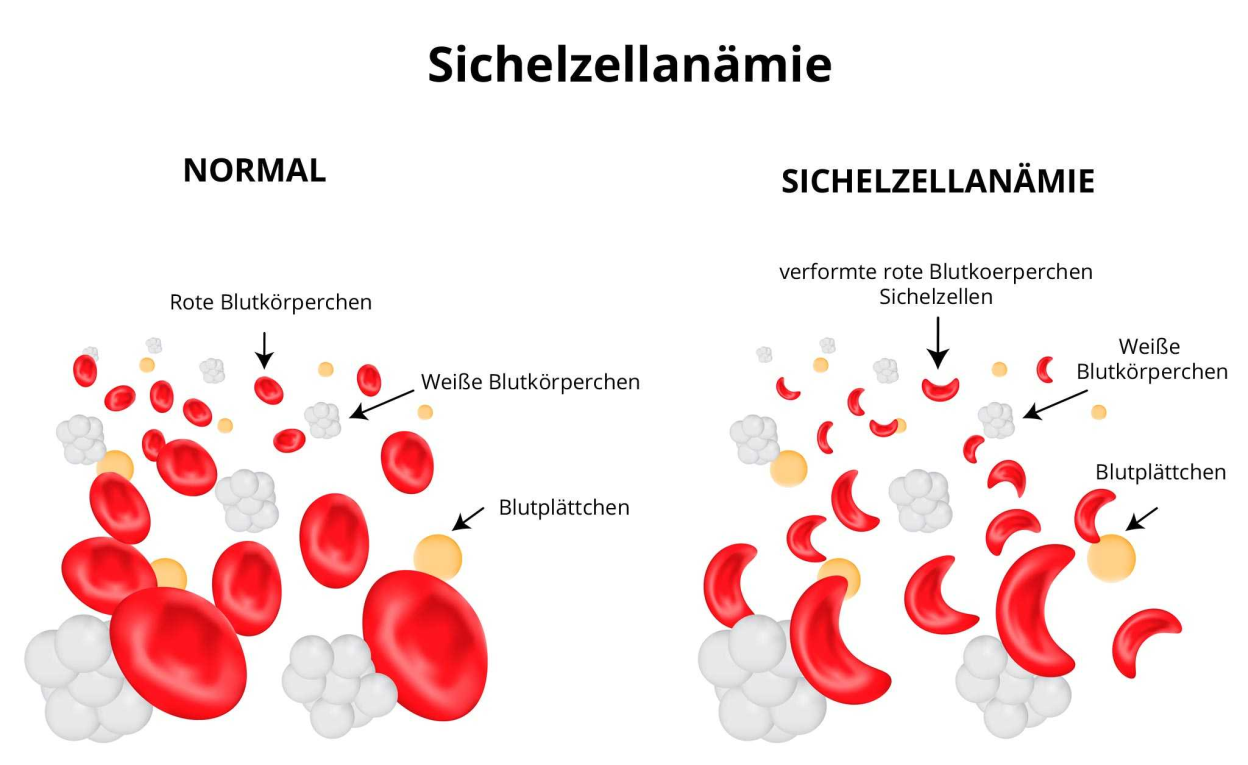 Sichelzellanämie
NORMAL
Rote Blutkörperchen
Weiße Blutkörperchen
Blutplättchen
SICHELZELLANÄMIE
verformte rote Blutkoerperchen
Sichelzellen
Weiße
Blutkörperchen
Blutplättchen